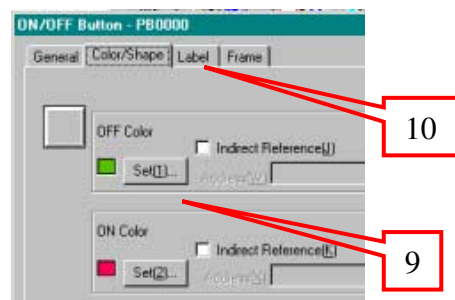 ON/OFF Button - PB0000
General Color/Shape Label Frame
10
OFF Color
Indirect Reference(J)
Set(1)...
Address(W)
ON Color
Indirect Reference(K)
9
Set(2)...